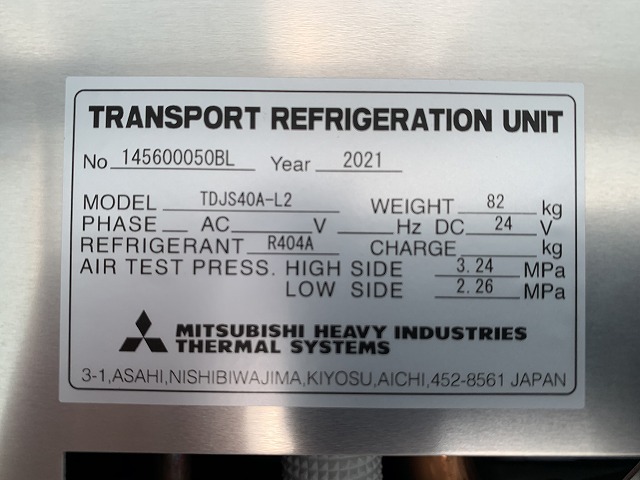 TRANSPORT REFRIGERATION UNIT
No 145600050BL Year 2021
MODEL TDJS40A-L2 WEIGHT 82 kg
PHASE AC V Hz DC 24 V
REFRIGERANT R404A CHARGE kg
AIR TEST PRESS. HIGH SIDE 3.24 MPa
LOW SIDE 2.26 MPa
MITSUBISHI HEAVY INDUSTRIES
THERMAL SYSTEMS
3-1,ASAHI,NISHIBIWAJIMA,KIYOSU,AICHI,452-8561 JAPAN